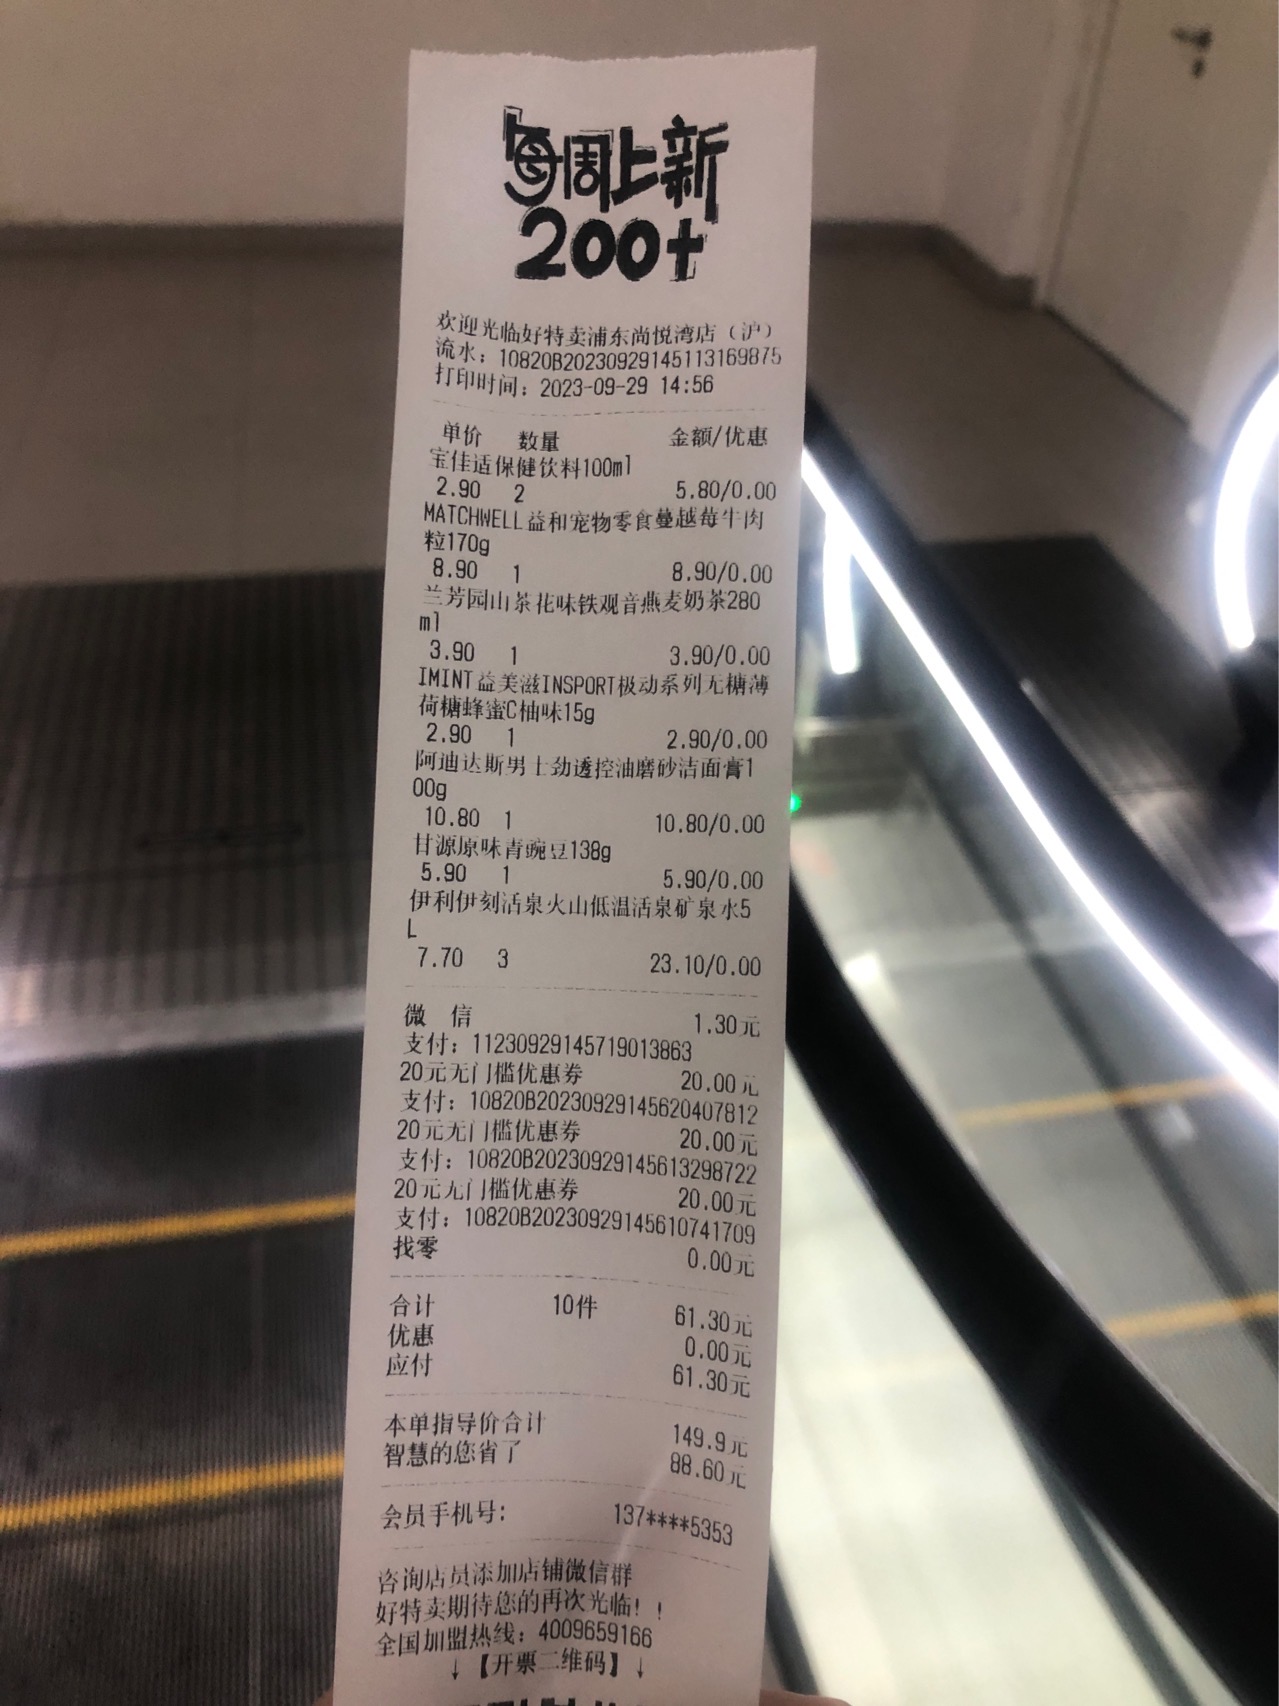 每周上新
200+
欢迎光临好特卖浦东尚悦湾店（沪）
流水：10820B20230929145113169875
打印时间：2023-09-29 14:56
单价 数量 金额/优惠
宝佳适保健饮料100ml
2.90 2 5.80/0.00
MATCHWELL益和宠物零食蔓越莓牛肉
粒170g
8.90 1 8.90/0.00
兰芳园山茶花味铁观音燕麦奶茶280
ml
3.90 1 3.90/0.00
IMINT益美滋INSPORT极动系列无糖薄
荷糖蜂蜜C柚味15g
2.90 1 2.90/0.00
阿迪达斯男士劲透控油磨砂洁面膏1
00g
10.80 1 10.80/0.00
甘源原味青豌豆138g
5.90 1 5.90/0.00
伊利伊刻活泉火山低温活泉矿泉水5
L
7.70 3 23.10/0.00
微 信 1.30元
支付：11230929145719013863
20元无门槛优惠券 20.00元
支付：10820B20230929145620407812
20元无门槛优惠券 20.00元
支付：10820B20230929145613298722
20元无门槛优惠券 20.00元
支付：10820B20230929145610741709
找零 0.00元
合计 10件 61.30元
优惠 0.00元
应付 61.30元
本单指导价合计 149.9元
智慧的您省了 88.60元
会员手机号： 137****5353
咨询店员添加店铺微信群
好特卖期待您的再次光临！！
全国加盟热线：4009659166
↓【开票二维码】↓